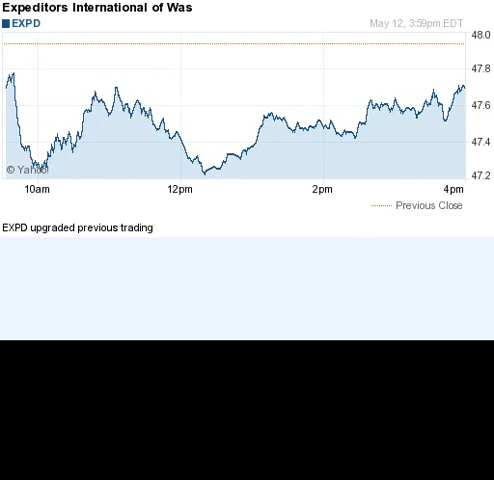 Expeditors International of Was
EXPD
May 12, 3:59pm EDT
48.0
47.8
47.6
47.4
47.2
© Yahoo!
10am
12pm
2pm
4pm
Previous Close
EXPD upgraded previous trading